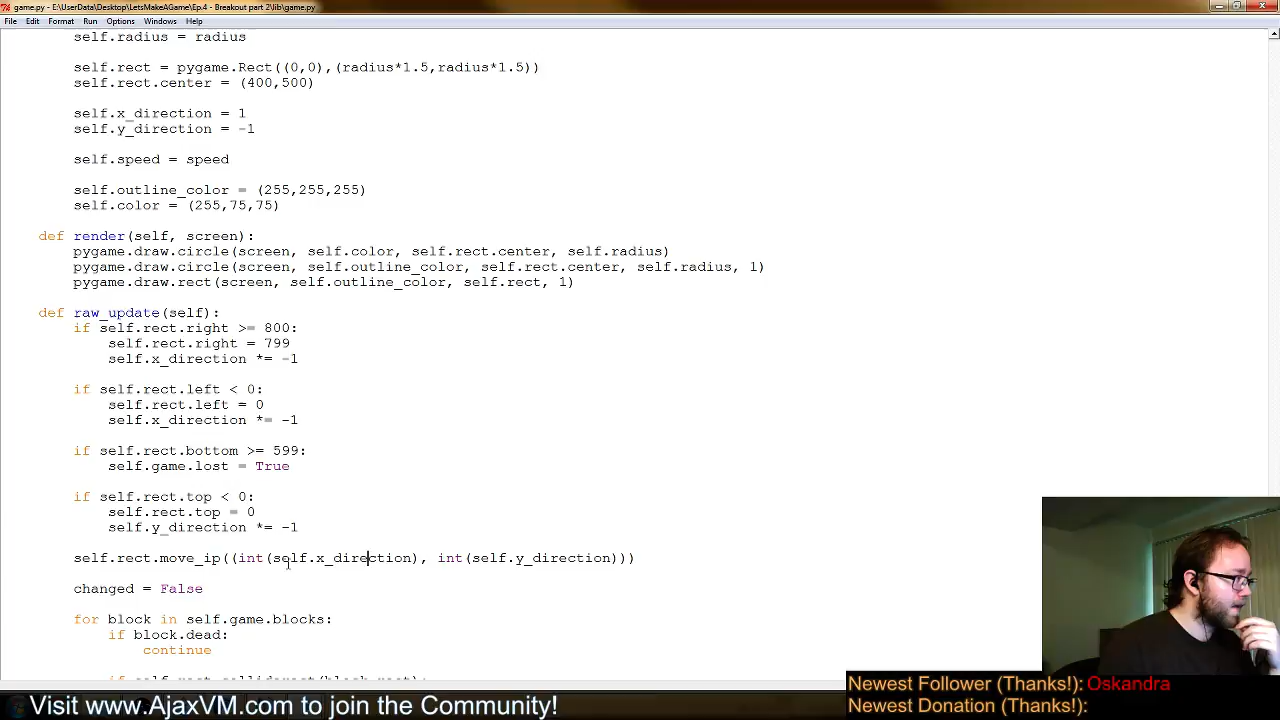 game.py - E:\UserData\Desktop\LetsMakeAGame\Ep.4 - Breakout part 2\lib\game.py
File Edit Format Run Options Windows Help
self.radius = radius
self.rect = pygame.Rect((0,0),(radius*1.5,radius*1.5))
self.rect.center = (400,500)
self.x_direction = 1
self.y_direction = -1
self.speed = speed
self.outline_color = (255,255,255)
self.color = (255,75,75)
def render(self, screen):
pygame.draw.circle(screen, self.color, self.rect.center, self.radius)
pygame.draw.circle(screen, self.outline_color, self.rect.center, self.radius, 1)
pygame.draw.rect(screen, self.outline_color, self.rect, 1)
def raw_update(self):
if self.rect.right >= 800:
self.rect.right = 799
self.x_direction *= -1
if self.rect.left < 0:
self.rect.left = 0
self.x_direction *= -1
if self.rect.bottom >= 599:
self.game.lost = True
if self.rect.top < 0:
self.rect.top = 0
self.y_direction *= -1
self.rect.move_ip((int(self.x_direction), int(self.y_direction)))
changed = False
for block in self.game.blocks:
if block.dead:
continue
Newest Follower (Thanks!): Oskandra
Visit www.AjaxVM.com to join the Community!
Newest Donation (Thanks!):